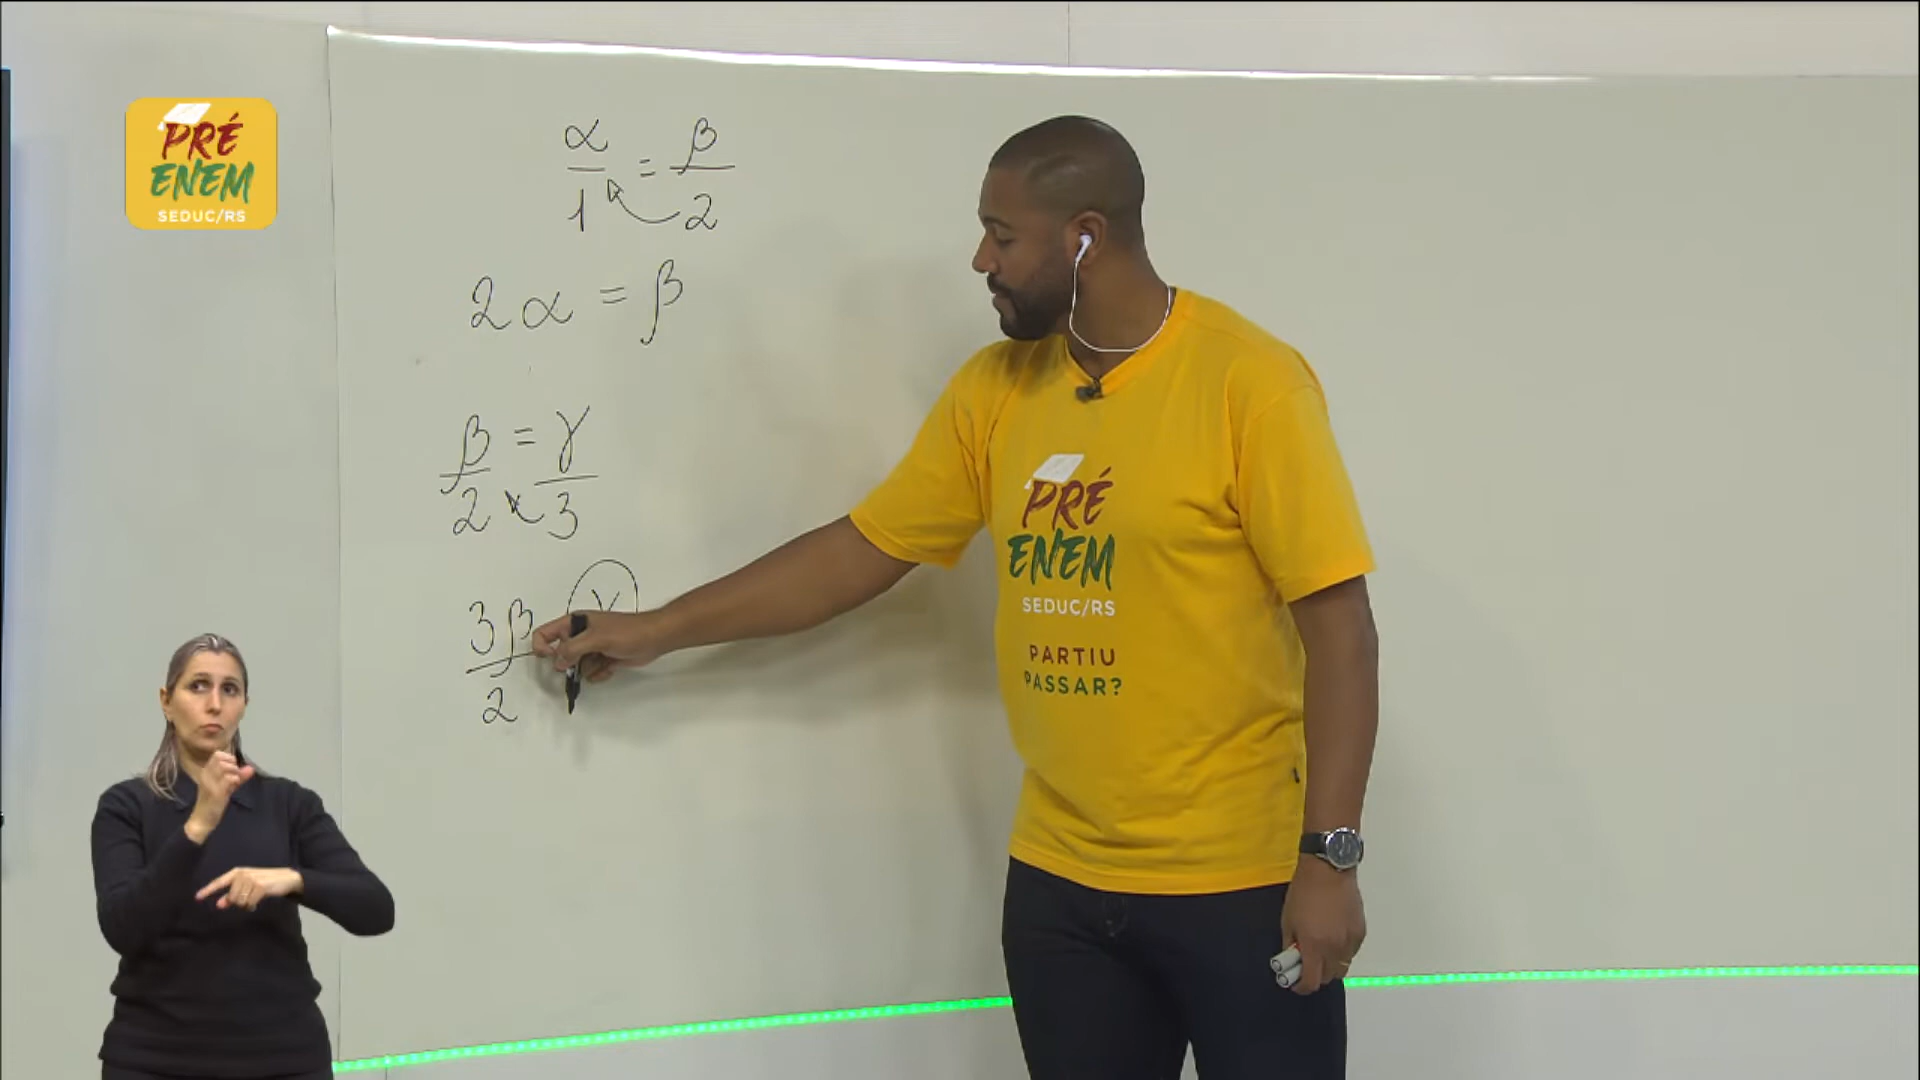 PRÉ
ENEM
SEDUC/RS
α/1 = β/2
2α = β
β/2 = γ/3
3β/2 γ
PRÉ
ENEM
SEDUC/RS
PARTIU
PASSAR?